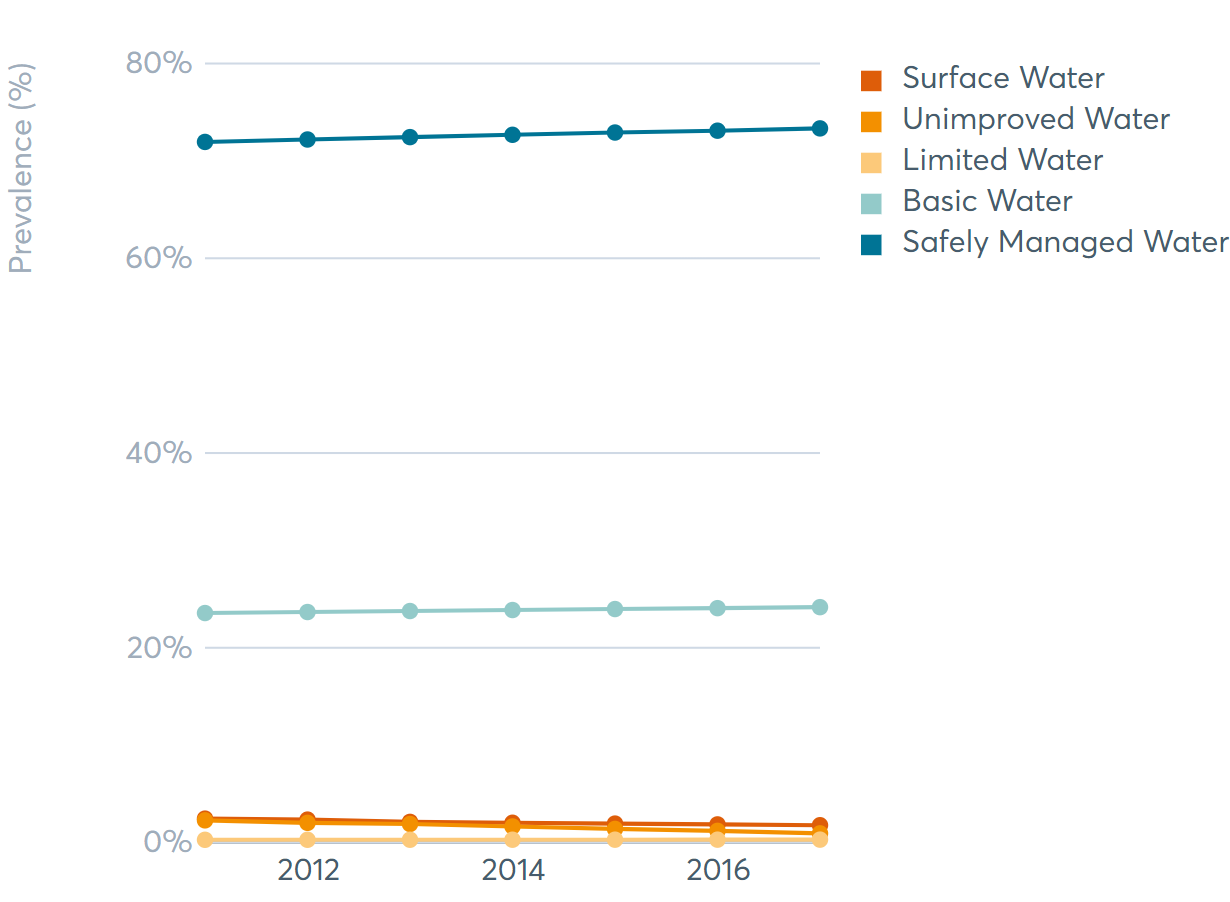 Prevalence (%)
80%
60%
40%
20%
0%
2012
2014
2016
Surface Water
Unimproved Water
Limited Water
Basic Water
Safely Managed Water